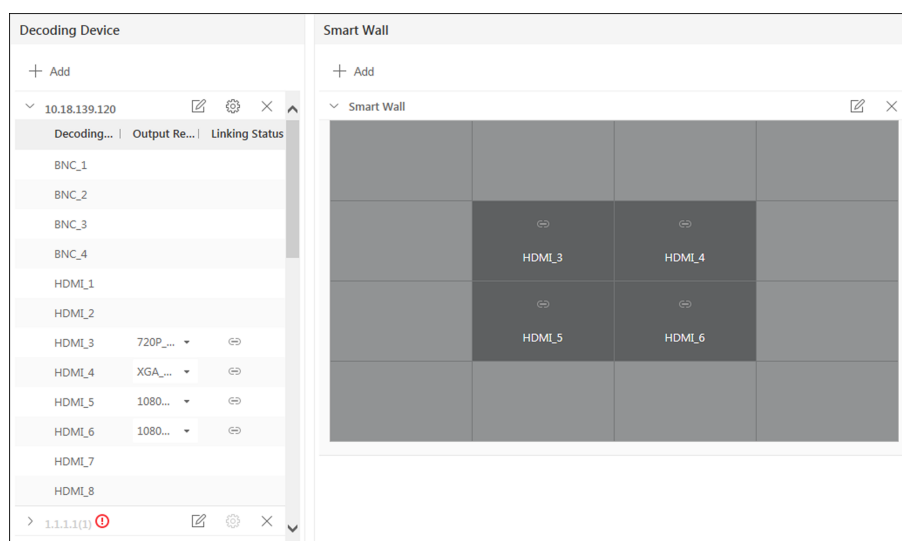 Decoding Device
Add
10.18.139.120
Decoding... | Output Re... | Linking Status
BNC_1
BNC_2
BNC_3
BNC_4
HDMI_1
HDMI_2
HDMI_3 720P_...
HDMI_4 XGA_...
HDMI_5 1080...
HDMI_6 1080...
HDMI_7
HDMI_8
1.1.1.1(1)
Smart Wall
Add
Smart Wall
HDMI_3 HDMI_4
HDMI_5 HDMI_6